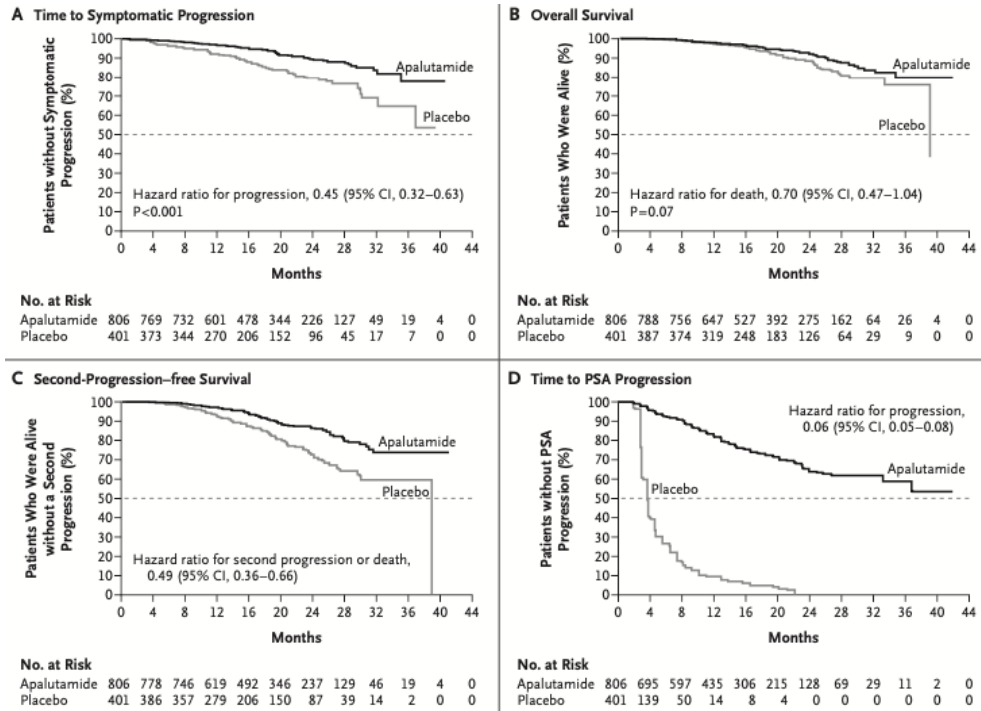 A Time to Symptomatic Progression
Patients without Symptomatic
Progression (%)
100
90
80
70
60
50
40
30
20
10
0
Apalutamide
Placebo
Hazard ratio for progression, 0.45 (95% CI, 0.32–0.63)
P<0.001
0 4 8 12 16 20 24 28 32 36 40 44
Months
No. at Risk
Apalutamide 806 769 732 601 478 344 226 127 49 19 4 0
Placebo 401 373 344 270 206 152 96 45 17 7 0 0
B Overall Survival
Patients Who Were Alive (%)
100
90
80
70
60
50
40
30
20
10
0
Apalutamide
Placebo
Hazard ratio for death, 0.70 (95% CI, 0.47–1.04)
P=0.07
0 4 8 12 16 20 24 28 32 36 40 44
Months
No. at Risk
Apalutamide 806 788 756 647 527 392 275 162 64 26 4 0
Placebo 401 387 374 319 248 183 126 64 29 9 0 0
C Second-Progression–free Survival
Patients Who Were Alive
without a Second
Progression (%)
100
90
80
70
60
50
40
30
20
10
0
Apalutamide
Placebo
Hazard ratio for second progression or death,
0.49 (95% CI, 0.36–0.66)
0 4 8 12 16 20 24 28 32 36 40 44
Months
No. at Risk
Apalutamide 806 778 746 619 492 346 237 129 46 19 4 0
Placebo 401 386 357 279 206 150 87 39 14 2 0 0
D Time to PSA Progression
Patients without PSA
Progression (%)
100
90
80
70
60
50
40
30
20
10
0
Hazard ratio for progression,
0.06 (95% CI, 0.05–0.08)
Apalutamide
Placebo
0 4 8 12 16 20 24 28 32 36 40 44
Months
No. at Risk
Apalutamide 806 695 597 435 306 215 128 69 29 11 2 0
Placebo 401 139 50 14 8 4 0 0 0 0 0 0